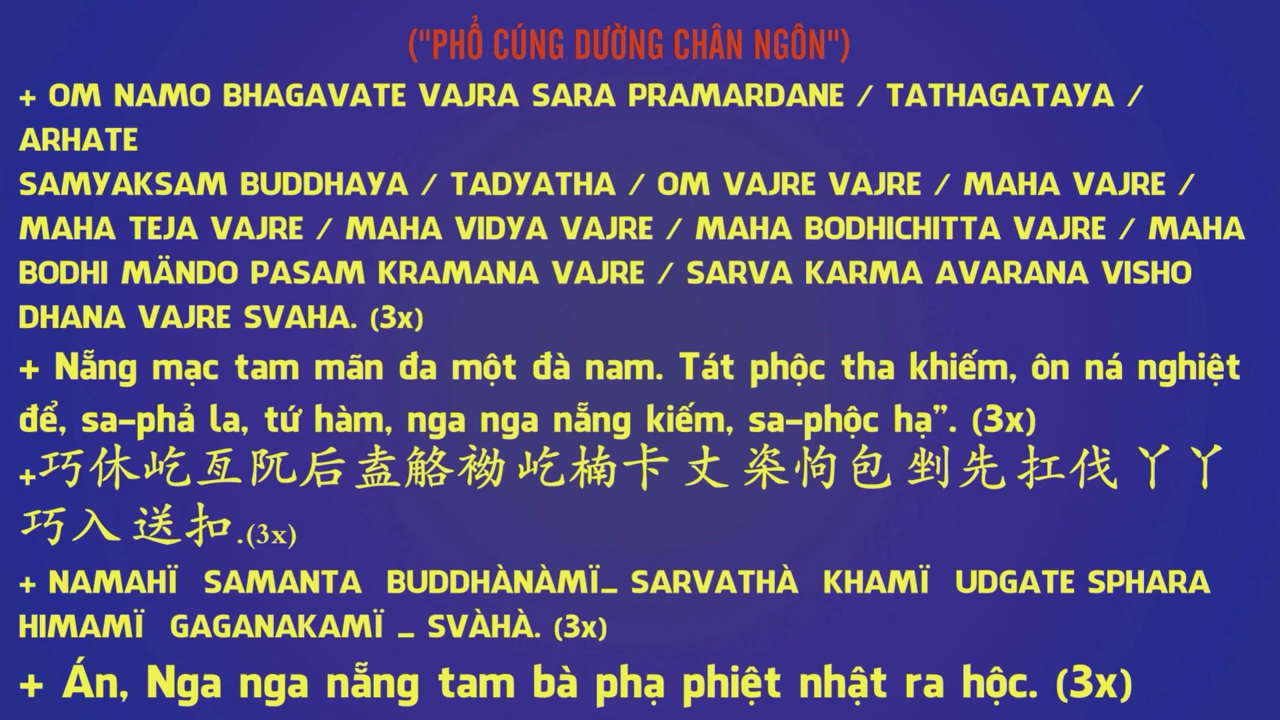 ("PHỔ CÚNG DƯỜNG CHÂN NGÔN")
+ OM NAMO BHAGAVATE VAJRA SARA PRAMARDANE / TATHAGATAYA /
ARHATE
SAMYAKSAM BUDDHAYA / TADYATHA / OM VAJRE VAJRE / MAHA VAJRE /
MAHA TEJA VAJRE / MAHA VIDYA VAJRE / MAHA BODHICHITTA VAJRE / MAHA
BODHI MÄNDO PASAM KRAMANA VAJRE / SARVA KARMA AVARANA VISHO
DHANA VAJRE SVAHA. (3x)
+ Nẵng mạc tam mãn đa một đà nam. Tát phộc tha khiếm, ôn ná nghiệt
để, sa-phả la, tứ hàm, nga nga nẵng kiếm, sa-phộc hạ”. (3x)
+巧休屹亙阮后盍觡袎屹楠卡丈姿怐包剉先扛伐丫丫
巧入送扣.(3x)
+ NAMAHÏ SAMANTA BUDDHÀNÀMÏ_ SARVATHÀ KHAMÏ UDGATE SPHARA
HIMAMÏ GAGANAKAMÏ _ SVÀHÀ. (3x)
+ Án, Nga nga nẵng tam bà phạ phiệt nhật ra hộc. (3x)